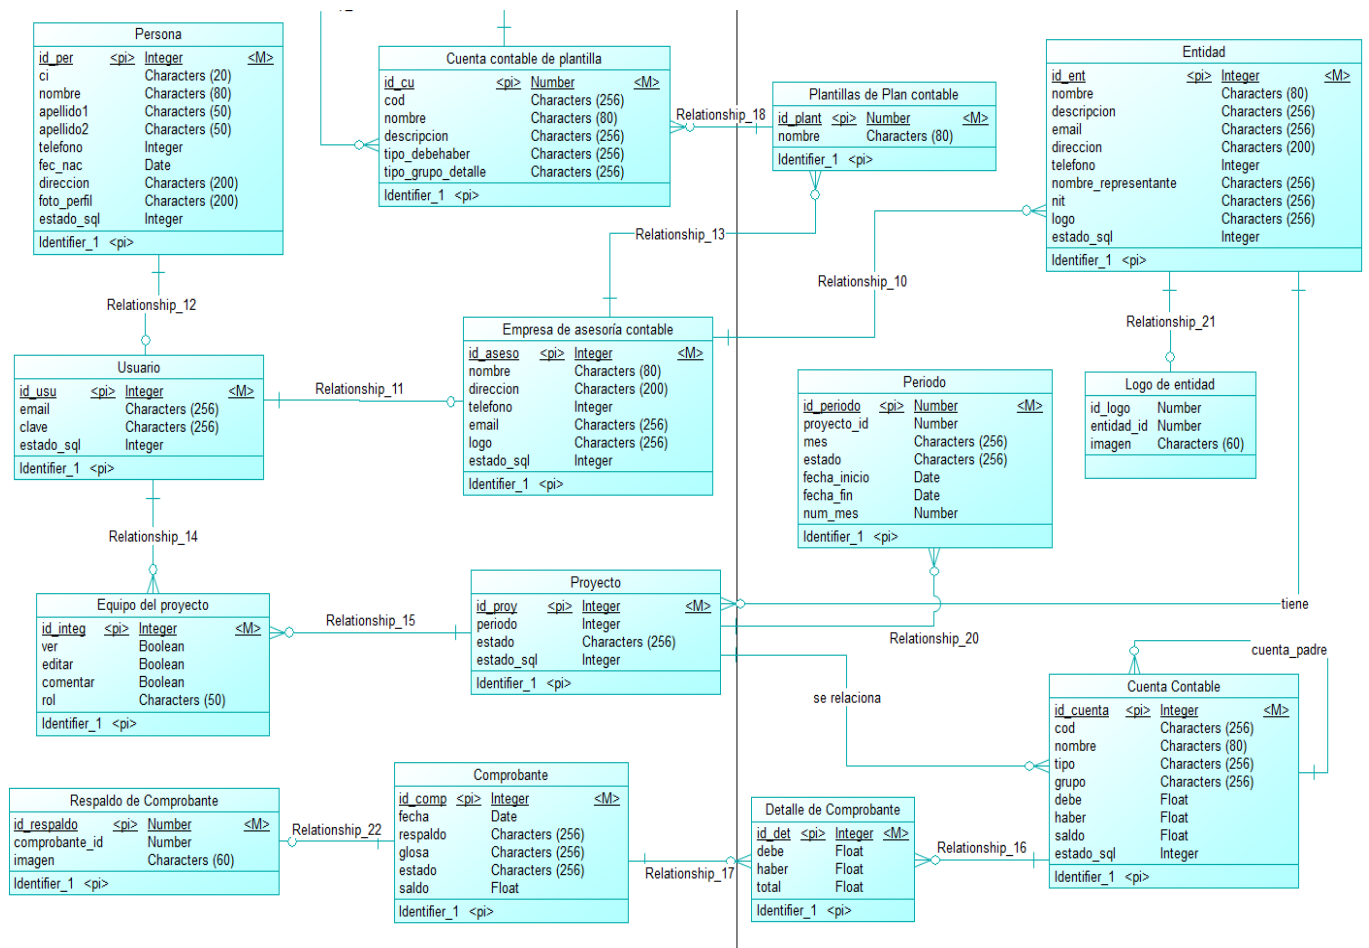 Persona
id_per <pi> Integer <M>
ci Characters (20)
nombre Characters (80)
apellido1 Characters (50)
apellido2 Characters (50)
telefono Integer
fec_nac Date
direccion Characters (200)
foto_perfil Characters (200)
estado_sql Integer
Identifier_1 <pi>
Cuenta contable de plantilla
id_cu <pi> Number <M>
cod Characters (256)
nombre Characters (80)
descripcion Characters (256)
tipo_debehaber Characters (256)
tipo_grupo_detalle Characters (256)
Identifier_1 <pi>
Relationship_18
Plantillas de Plan contable
id_plant <pi> Number <M>
nombre Characters (80)
Identifier_1 <pi>
Entidad
id_ent <pi> Integer <M>
nombre Characters (80)
descripcion Characters (256)
email Characters (256)
direccion Characters (200)
telefono Integer
nombre_representante Characters (256)
nit Characters (256)
logo Characters (256)
estado_sql Integer
Identifier_1 <pi>
Relationship_13
Relationship_10
Relationship_12
Relationship_21
Usuario
id_usu <pi> Integer <M>
email Characters (256)
clave Characters (256)
estado_sql Integer
Identifier_1 <pi>
Relationship_11
Empresa de asesoría contable
id_aseso <pi> Integer <M>
nombre Characters (80)
direccion Characters (200)
telefono Integer
email Characters (256)
logo Characters (256)
estado_sql Integer
Identifier_1 <pi>
Periodo
id_periodo <pi> Number <M>
proyecto_id Number
mes Characters (256)
estado Characters (256)
fecha_inicio Date
fecha_fin Date
num_mes Number
Identifier_1 <pi>
Logo de entidad
id_logo Number
entidad_id Number
imagen Characters (60)
Relationship_14
Equipo del proyecto
id_integ <pi> Integer <M>
ver Boolean
editar Boolean
comentar Boolean
rol Characters (50)
Identifier_1 <pi>
Relationship_15
Proyecto
id_proy <pi> Integer <M>
periodo Integer
estado Characters (256)
estado_sql Integer
Identifier_1 <pi>
tiene
Relationship_20
cuenta_padre
se relaciona
Cuenta Contable
id_cuenta <pi> Integer <M>
cod Characters (256)
nombre Characters (80)
tipo Characters (256)
grupo Characters (256)
debe Float
haber Float
saldo Float
estado_sql Integer
Identifier_1 <pi>
Respaldo de Comprobante
id_respaldo <pi> Number <M>
comprobante_id Number
imagen Characters (60)
Identifier_1 <pi>
Relationship_22
Comprobante
id_comp <pi> Integer <M>
fecha Date
respaldo Characters (256)
glosa Characters (256)
estado Characters (256)
saldo Float
Identifier_1 <pi>
Relationship_17
Detalle de Comprobante
id_det <pi> Integer <M>
debe Float
haber Float
total Float
Identifier_1 <pi>
Relationship_16